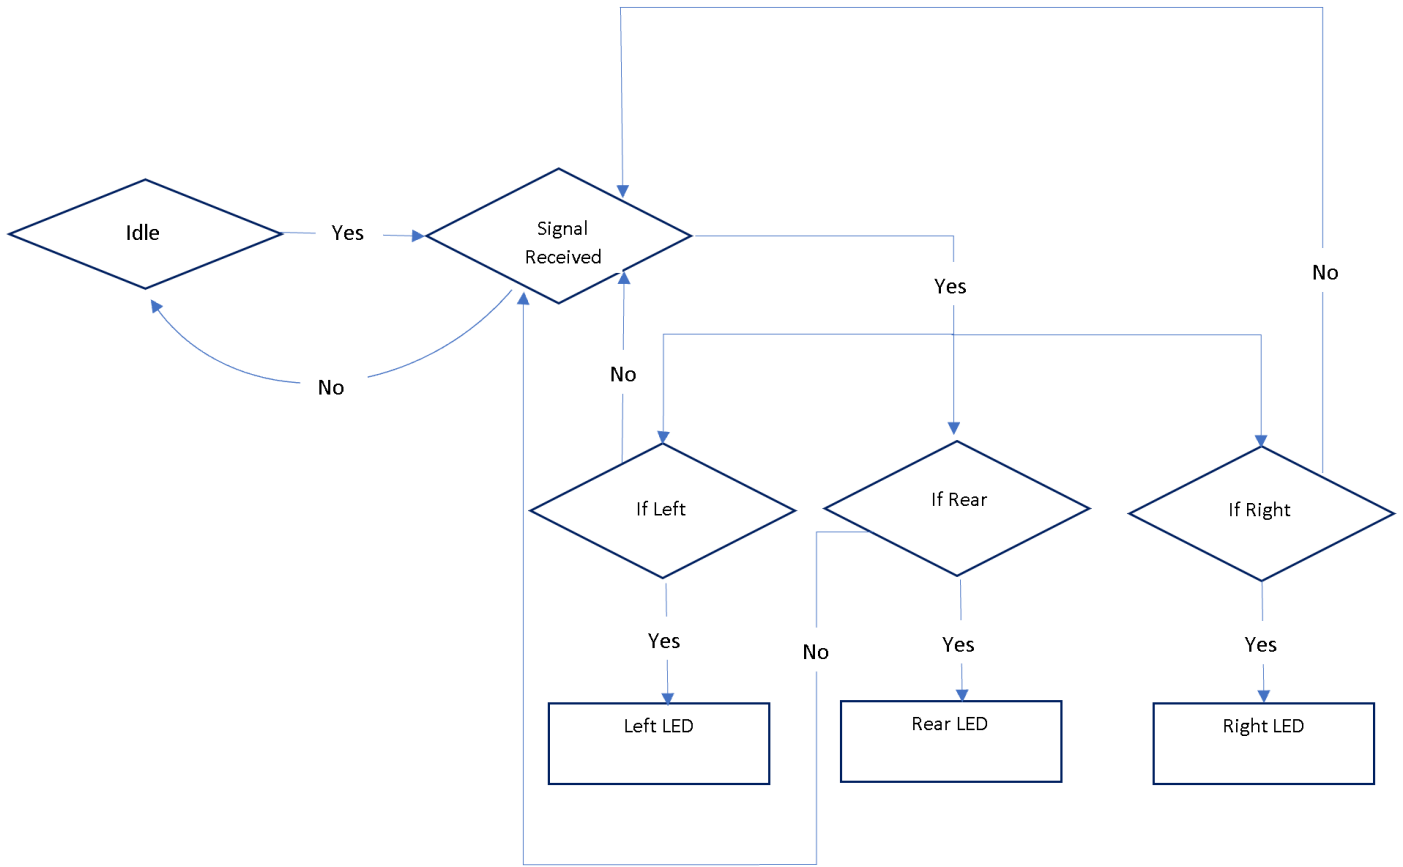 Idle
Yes
Signal
Received
No
Yes
No
No
If Left
If Rear
If Right
Yes
No
Yes
Yes
Left LED
Rear LED
Right LED